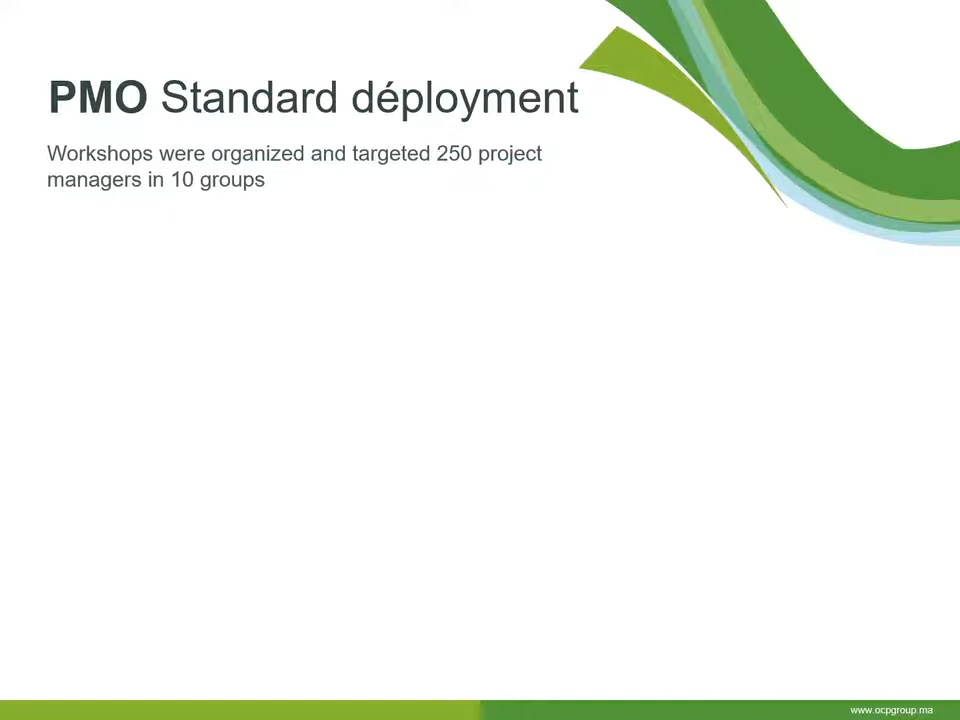 PMO Standard déployment
Workshops were organized and targeted 250 project
managers in 10 groups
www.ocpgroup.ma